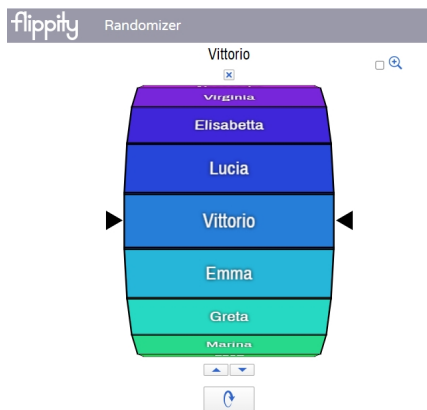 flippity Randomizer
Vittorio
Virginia
Elisabetta
Lucia
Vittorio
Emma
Greta
Marina